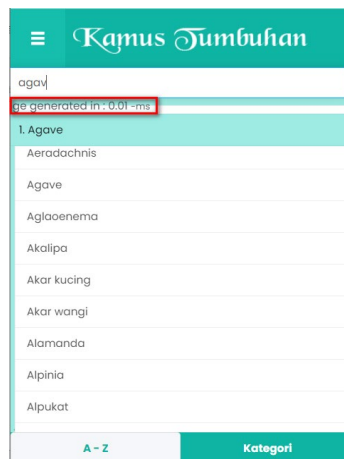 Kamus Tumbuhan
agav
ge generated in : 0.01 -ms
1. Agave
Aeradachnis
Agave
Aglaoenema
Akalipa
Akar kucing
Akar wangi
Alamanda
Alpinia
Alpukat
A - Z
Kategori